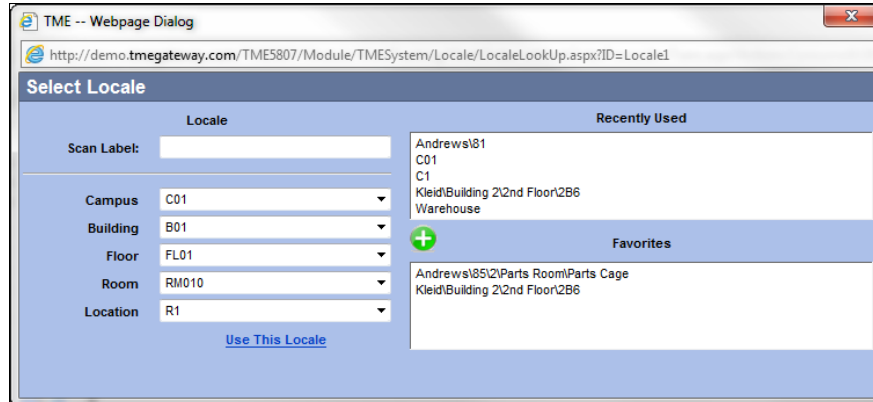 TME -- Webpage Dialog
x
http://demo.tmegateway.com/TME5807/Module/TMESystem/Locale/LocaleLookUp.aspx?ID=Locale1
Select Locale
Locale
Scan Label:
Campus C01
Building B01
Floor FL01
Room RM010
Location R1
Use This Locale
Recently Used
Andrews\81
C01
C1
Kleid\Building 2\2nd Floor\2B6
Warehouse
Favorites
Andrews\85\2\Parts Room\Parts Cage
Kleid\Building 2\2nd Floor\2B6